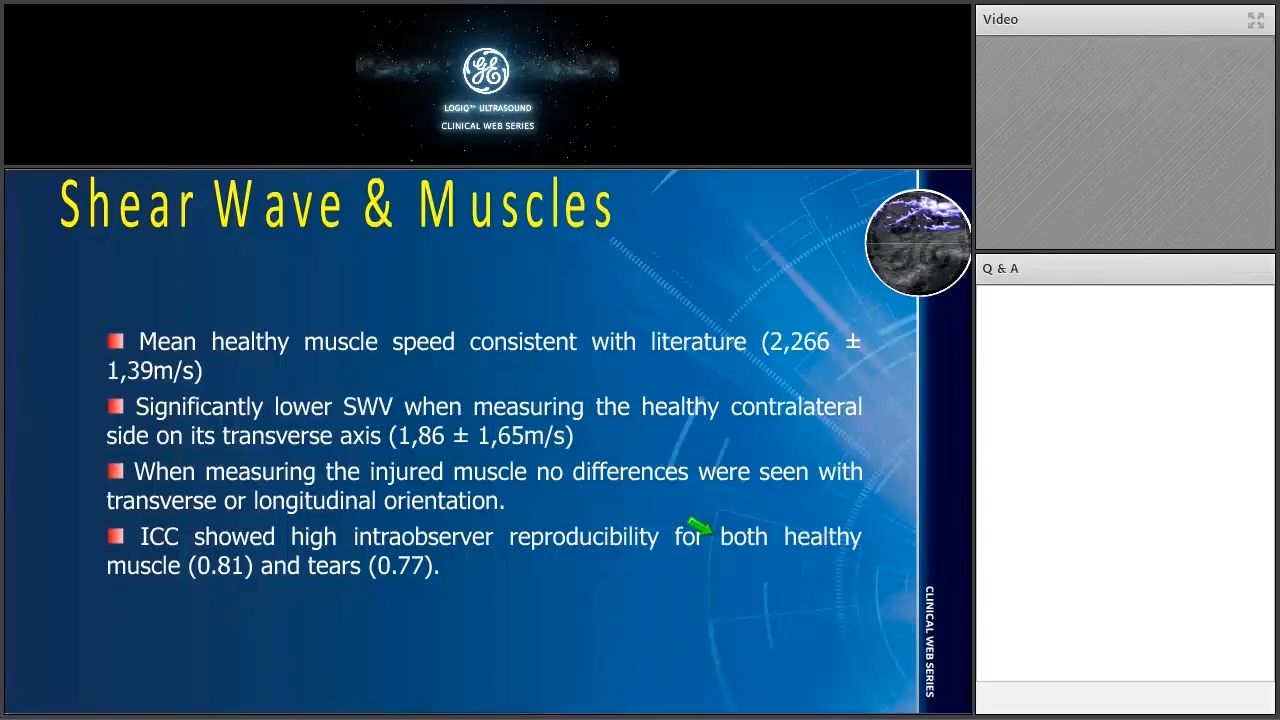 LOGIQ™ ULTRASOUND
CLINICAL WEB SERIES
Video
Q & A
Shear Wave & Muscles
Mean healthy muscle speed consistent with literature (2,266 ±
1,39m/s)
Significantly lower SWV when measuring the healthy contralateral
side on its transverse axis (1,86 ± 1,65m/s)
When measuring the injured muscle no differences were seen with
transverse or longitudinal orientation.
ICC showed high intraobserver reproducibility for both healthy
muscle (0.81) and tears (0.77).
CLINICAL WEB SERIES